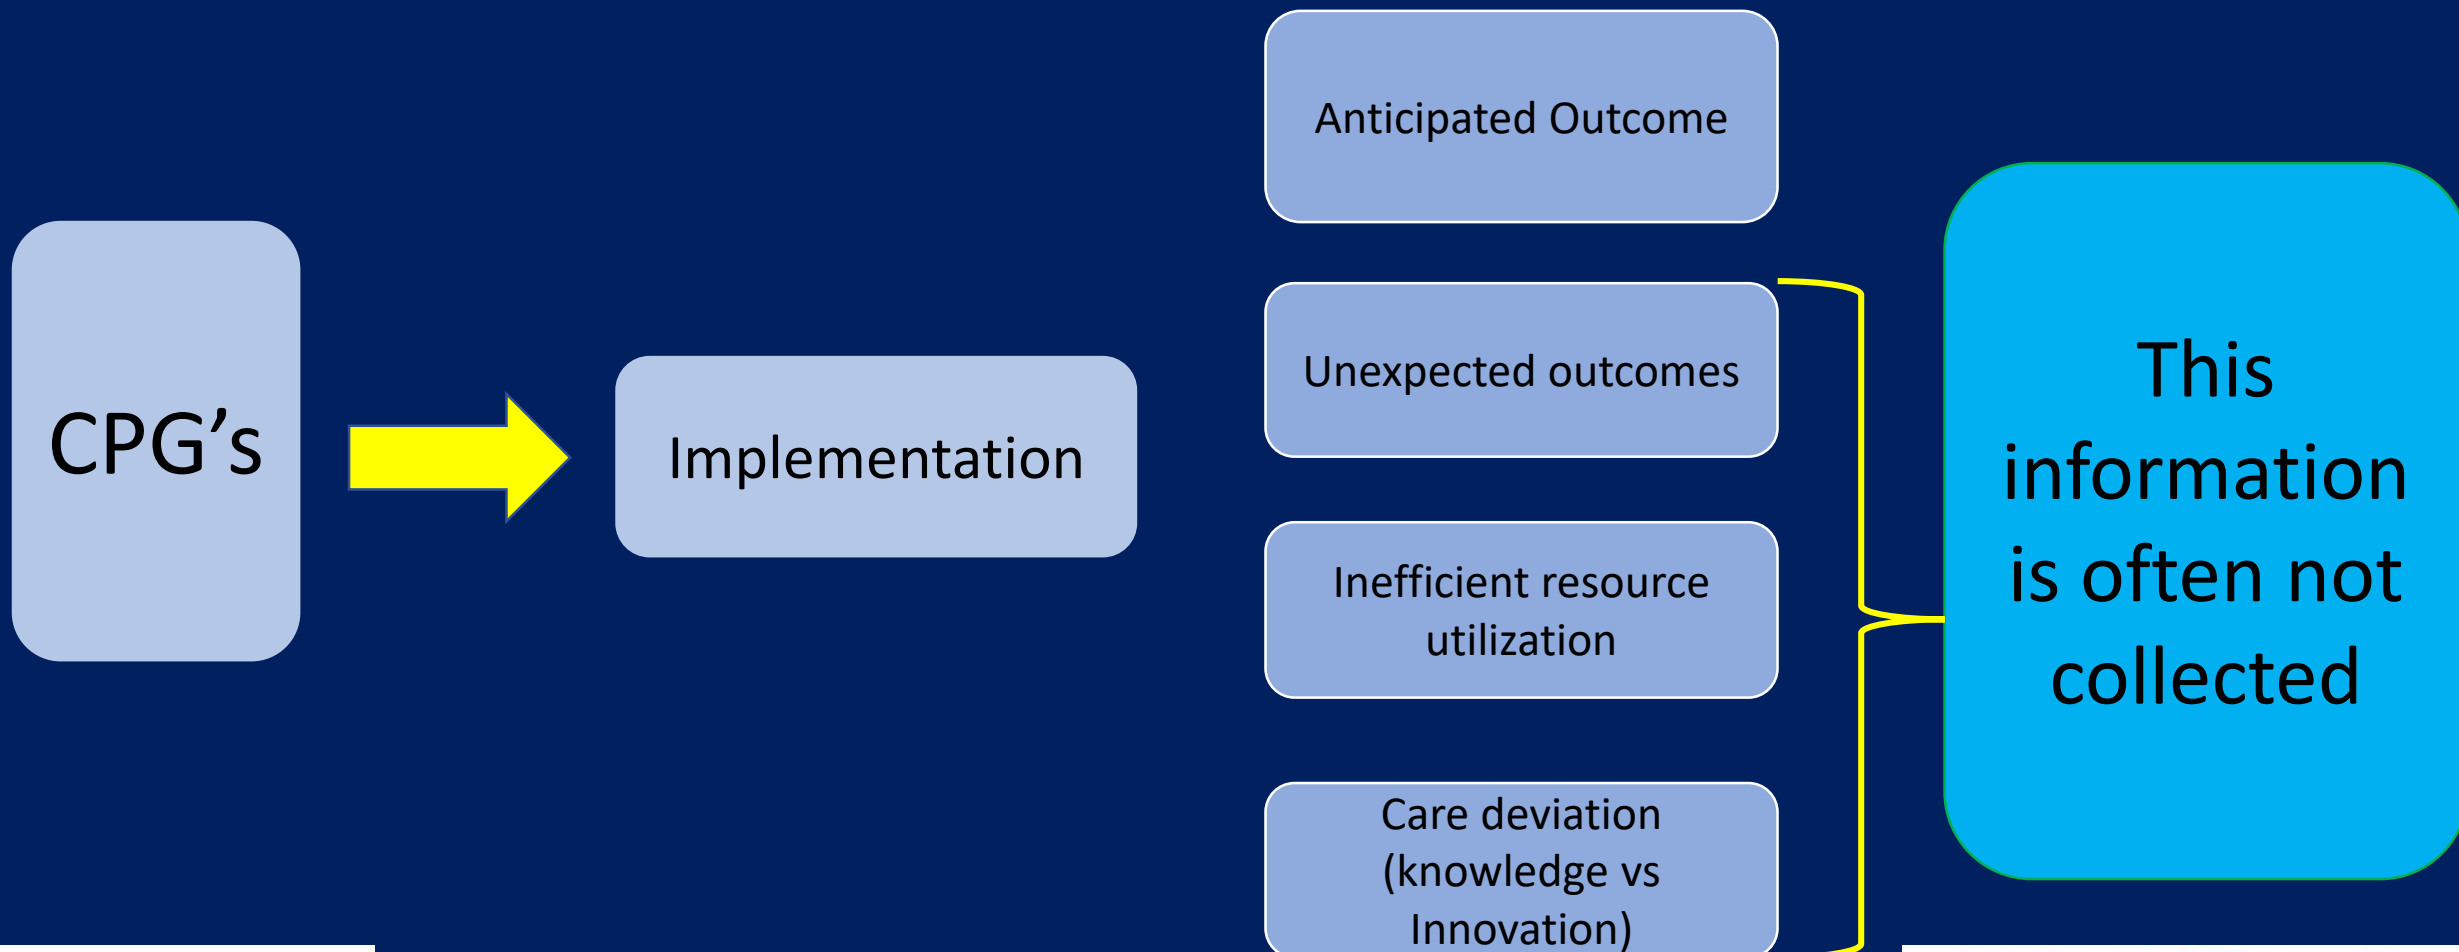 CPG’s
Implementation
Anticipated Outcome
Unexpected outcomes
Inefficient resource
utilization
Care deviation
(knowledge vs
Innovation)
This
information
is often not
collected